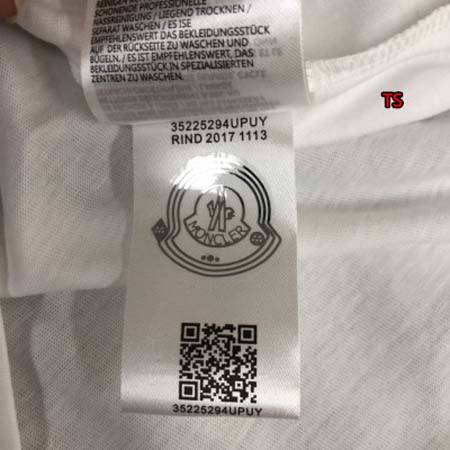 SCHONENDE PROFESSIONELLE
NASSREINIGUNG / LIEGEND TROCKNEN /
SEPARAT WASCHEN / ES ISE
EMPFEHLENSWERT DAS BEKLEIDUNGSSTÜCK
AUF DER RÜCKSEITE ZU WASCHEN UND
BÜGELN. / ES IST EMPFEHLENSWERT, DAS
BEKLEIDUNGSSTÜCK IN SPEZIALISIERTEN
ZENTREN ZU WASCHEN.
TS
35225294UPUY
RIND 2017 1113
MONCLER
35225294UPUY